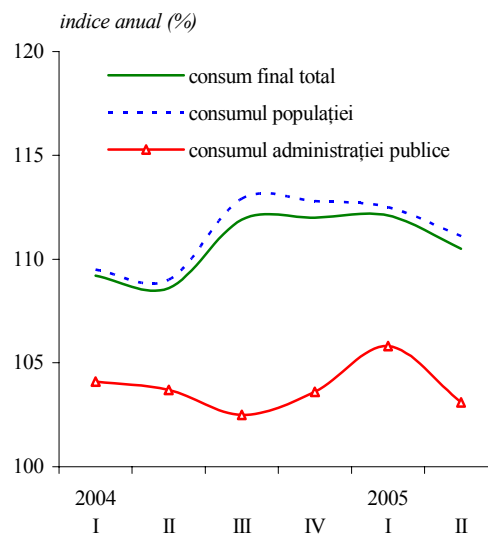 indice anual (%)
120
consum final total
consumul populației
consumul administrației publice
115
110
105
100
2004 2005
I II III IV I II